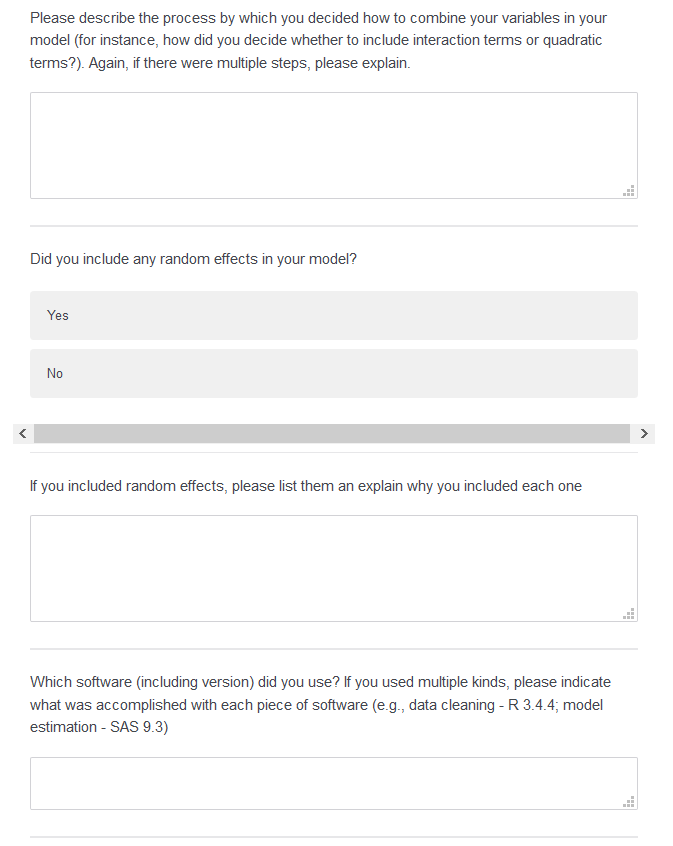 Please describe the process by which you decided how to combine your variables in your
model (for instance, how did you decide whether to include interaction terms or quadratic
terms?). Again, if there were multiple steps, please explain.
Did you include any random effects in your model?
Yes
No
If you included random effects, please list them an explain why you included each one
Which software (including version) did you use? If you used multiple kinds, please indicate
what was accomplished with each piece of software (e.g., data cleaning - R 3.4.4; model
estimation - SAS 9.3)